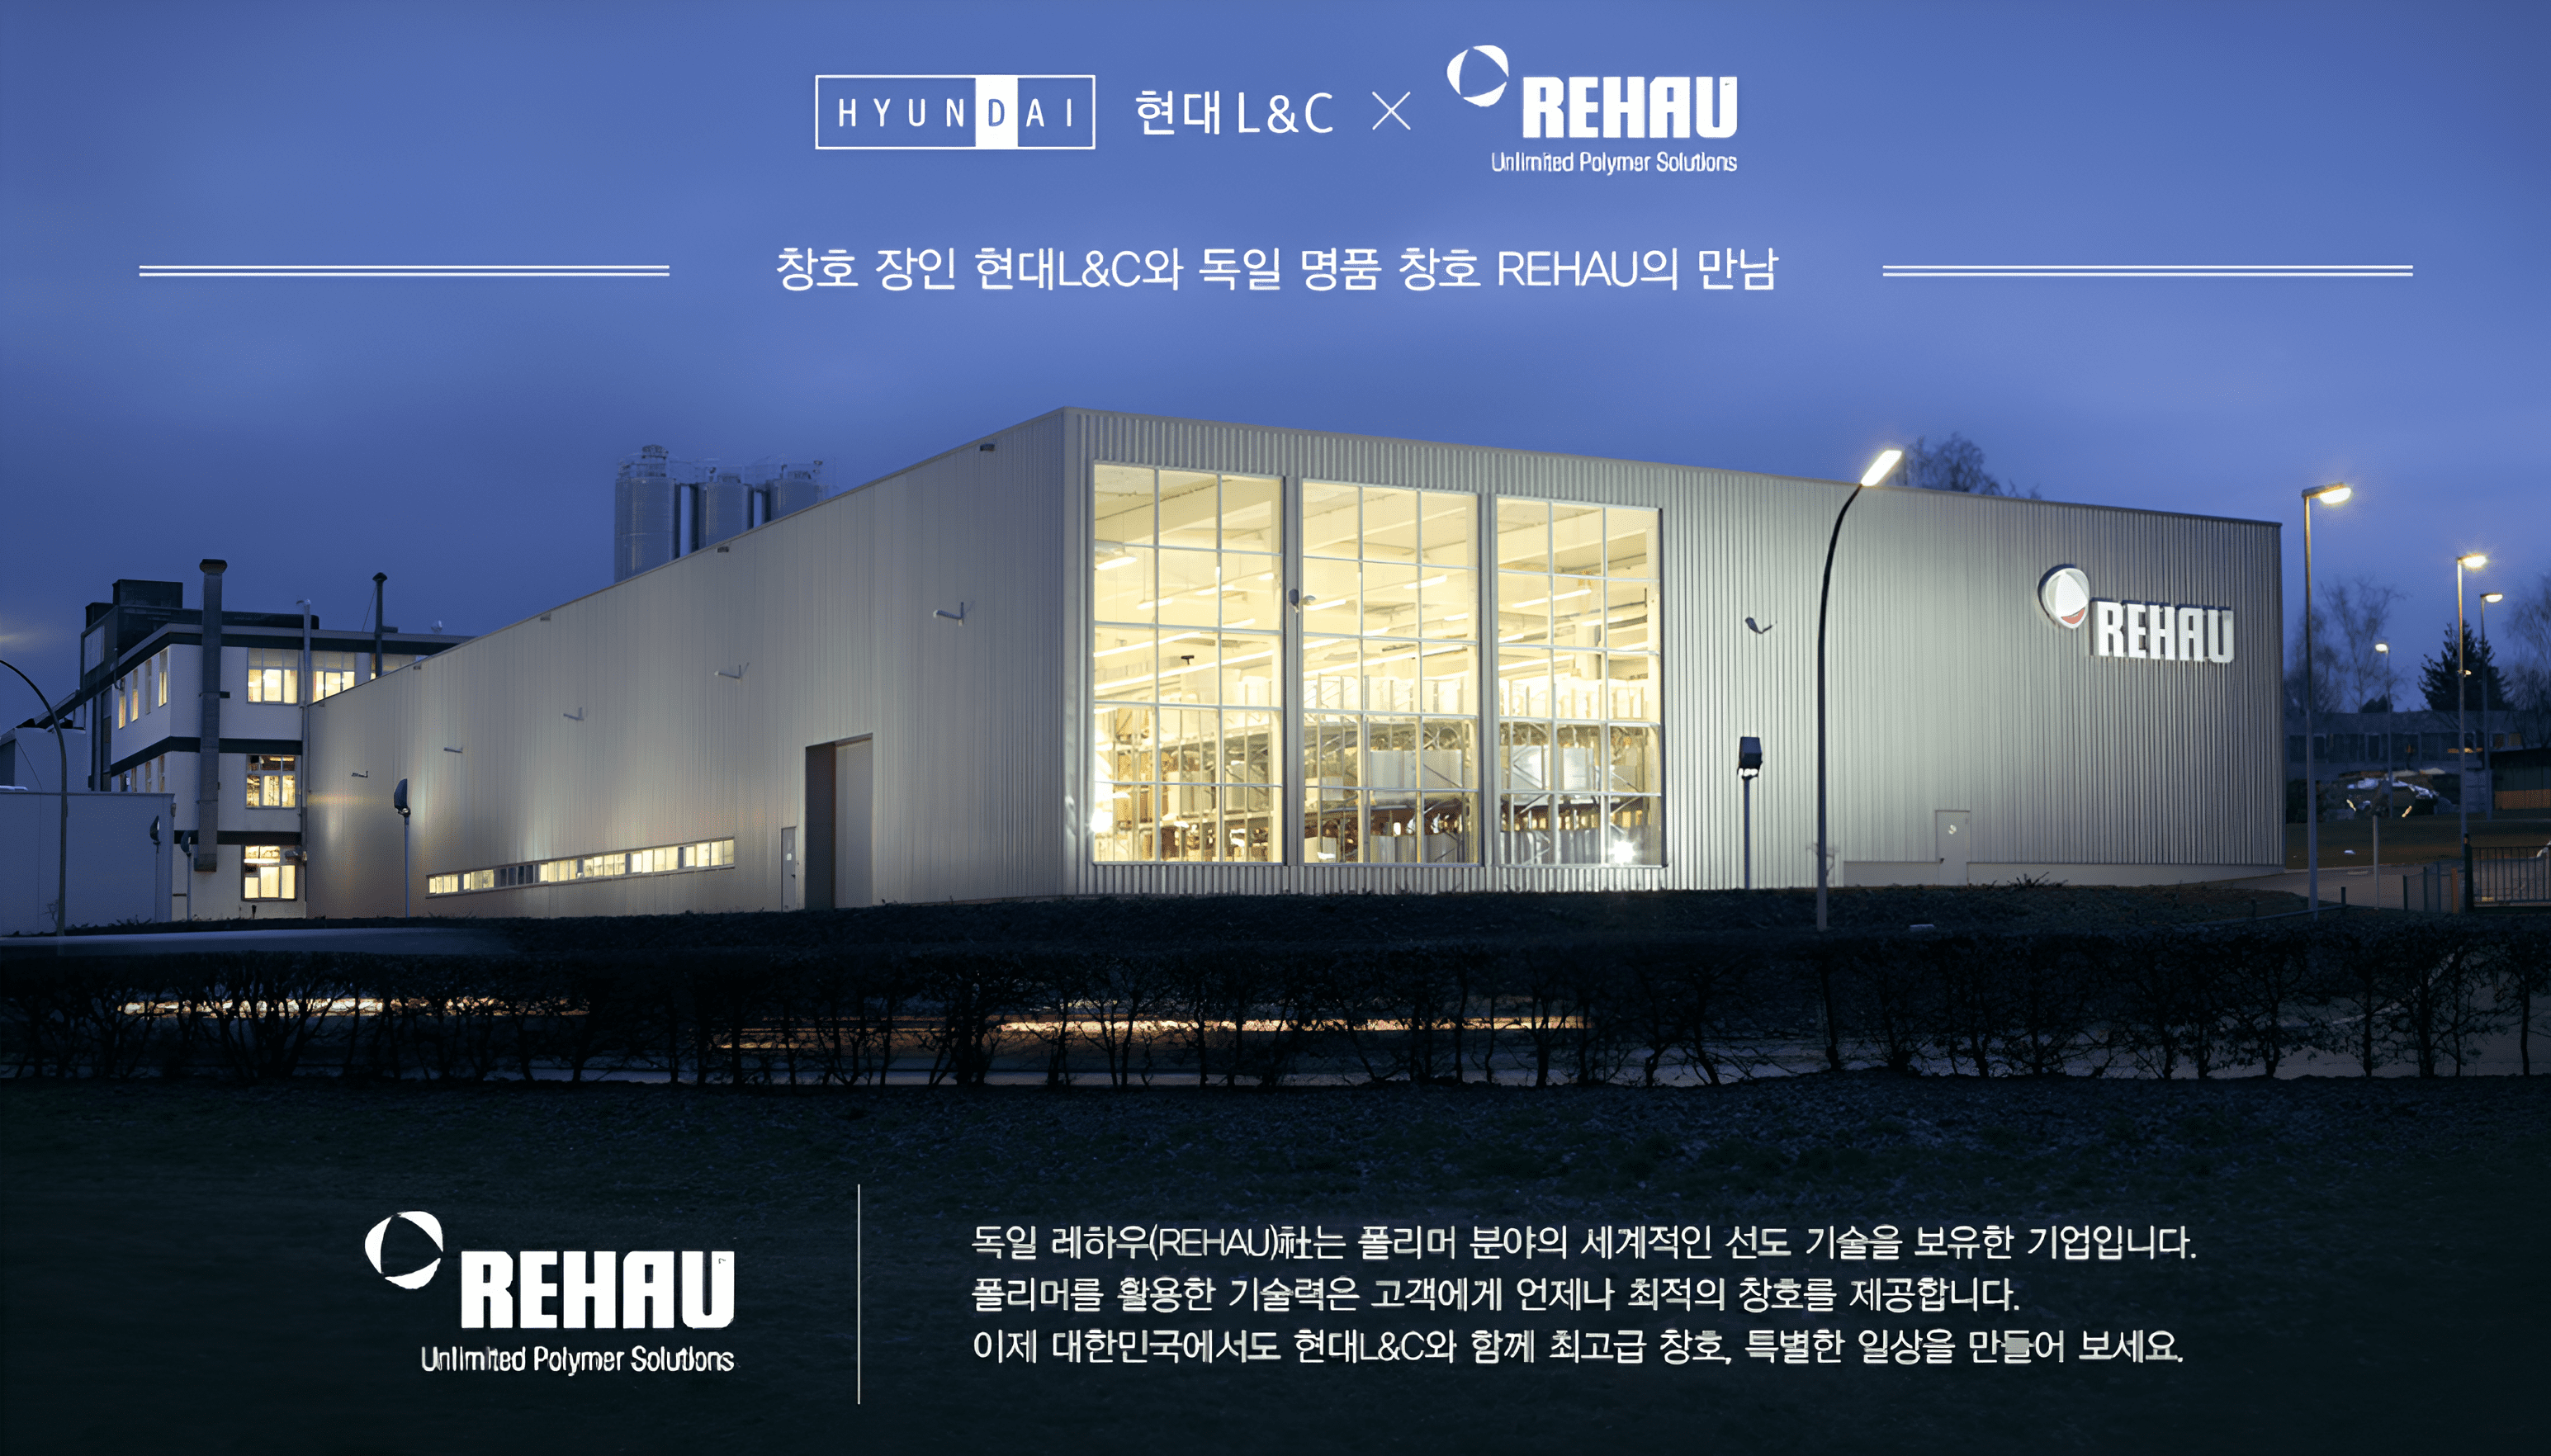 HYUNDAI 현대 L&C × REHAU
Unlimited Polymer Solutions
창호 장인 현대L&C와 독일 명품 창호 REHAU의 만남
REHAU
REHAU
Unlimited Polymer Solutions
독일 레하우(REHAU)社는 폴리머 분야의 세계적인 선도 기술을 보유한 기업입니다.
폴리머를 활용한 기술력은 고객에게 언제나 최적의 창호를 제공합니다.
이제 대한민국에서도 현대L&C와 함께 최고급 창호, 특별한 일상을 만들어 보세요.